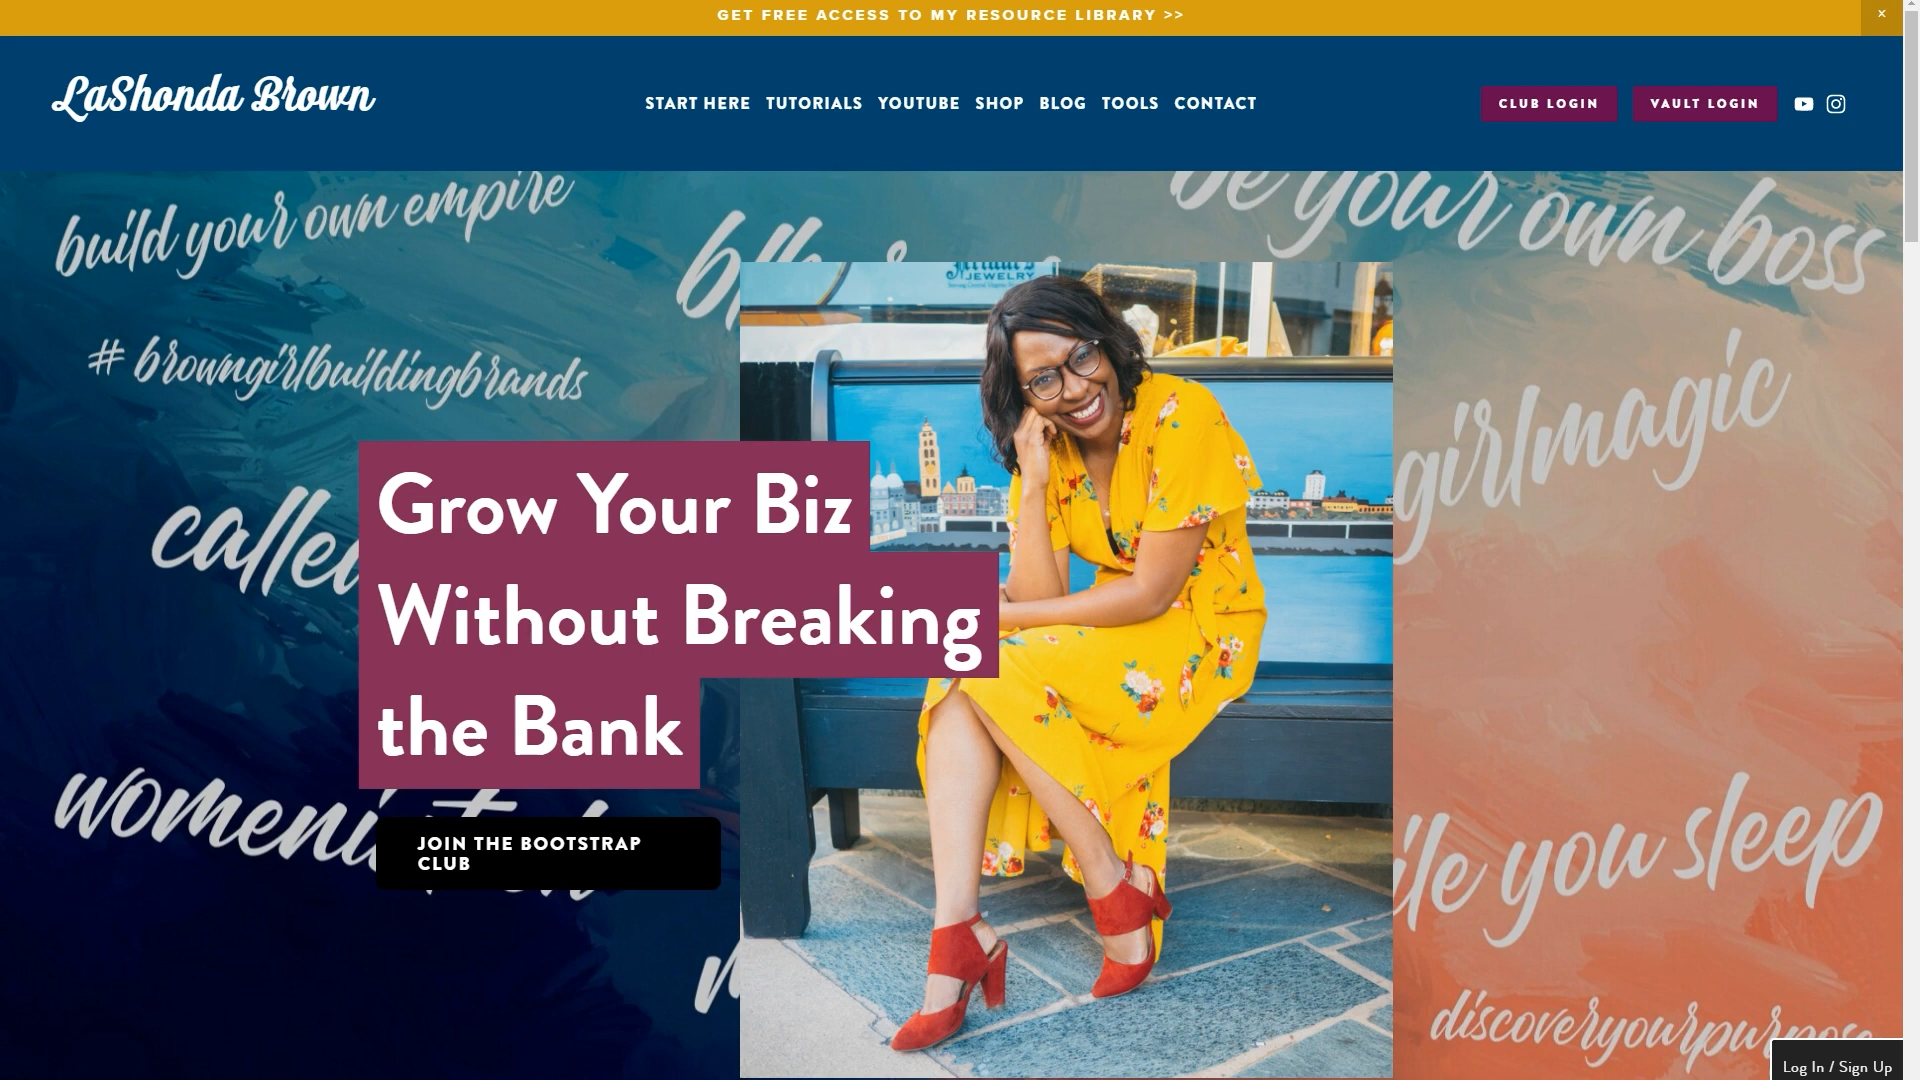 GET FREE ACCESS TO MY RESOURCE LIBRARY >>
×
LaShonda Brown
START HERE TUTORIALS YOUTUBE SHOP BLOG TOOLS CONTACT
CLUB LOGIN VAULT LOGIN
build your own empire
be your own boss
JEWELRY
# browngirlbuildingbrands
girlmagic
Grow Your Biz
Without Breaking
the Bank
JOIN THE BOOTSTRAP
CLUB
you sleep
discoveryourpurpose
Log In / Sign Up